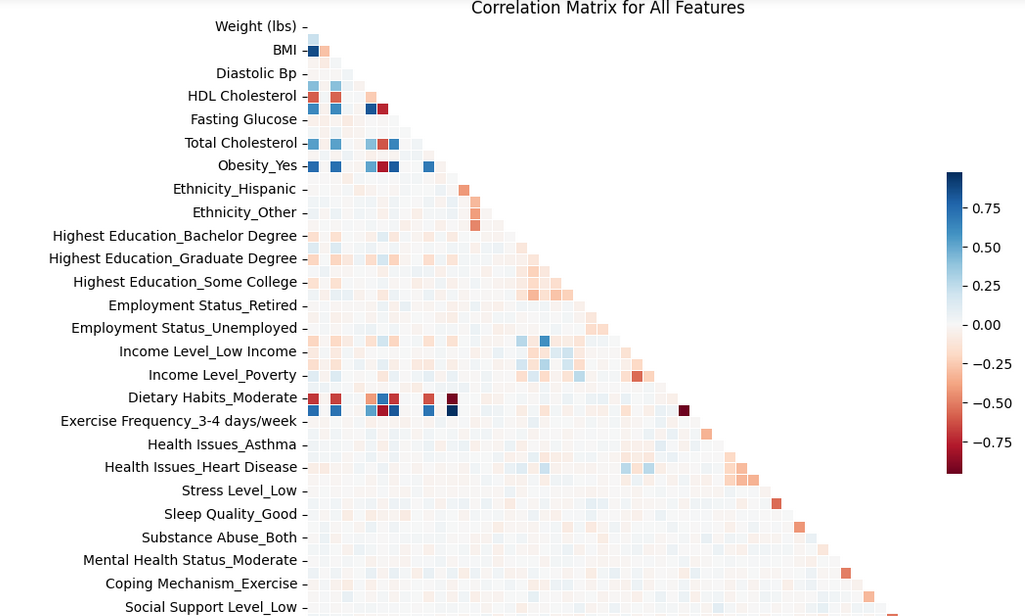 Correlation Matrix for All Features
Weight (lbs)
BMI
Diastolic Bp
HDL Cholesterol
Fasting Glucose
Total Cholesterol
Obesity_Yes
Ethnicity_Hispanic
Ethnicity_Other
Highest Education_Bachelor Degree
Highest Education_Graduate Degree
Highest Education_Some College
Employment Status_Retired
Employment Status_Unemployed
Income Level_Low Income
Income Level_Poverty
Dietary Habits_Moderate
Exercise Frequency_3-4 days/week
Health Issues_Asthma
Health Issues_Heart Disease
Stress Level_Low
Sleep Quality_Good
Substance Abuse_Both
Mental Health Status_Moderate
Coping Mechanism_Exercise
Social Support Level_Low
0.75
0.50
0.25
0.00
−0.25
−0.50
−0.75